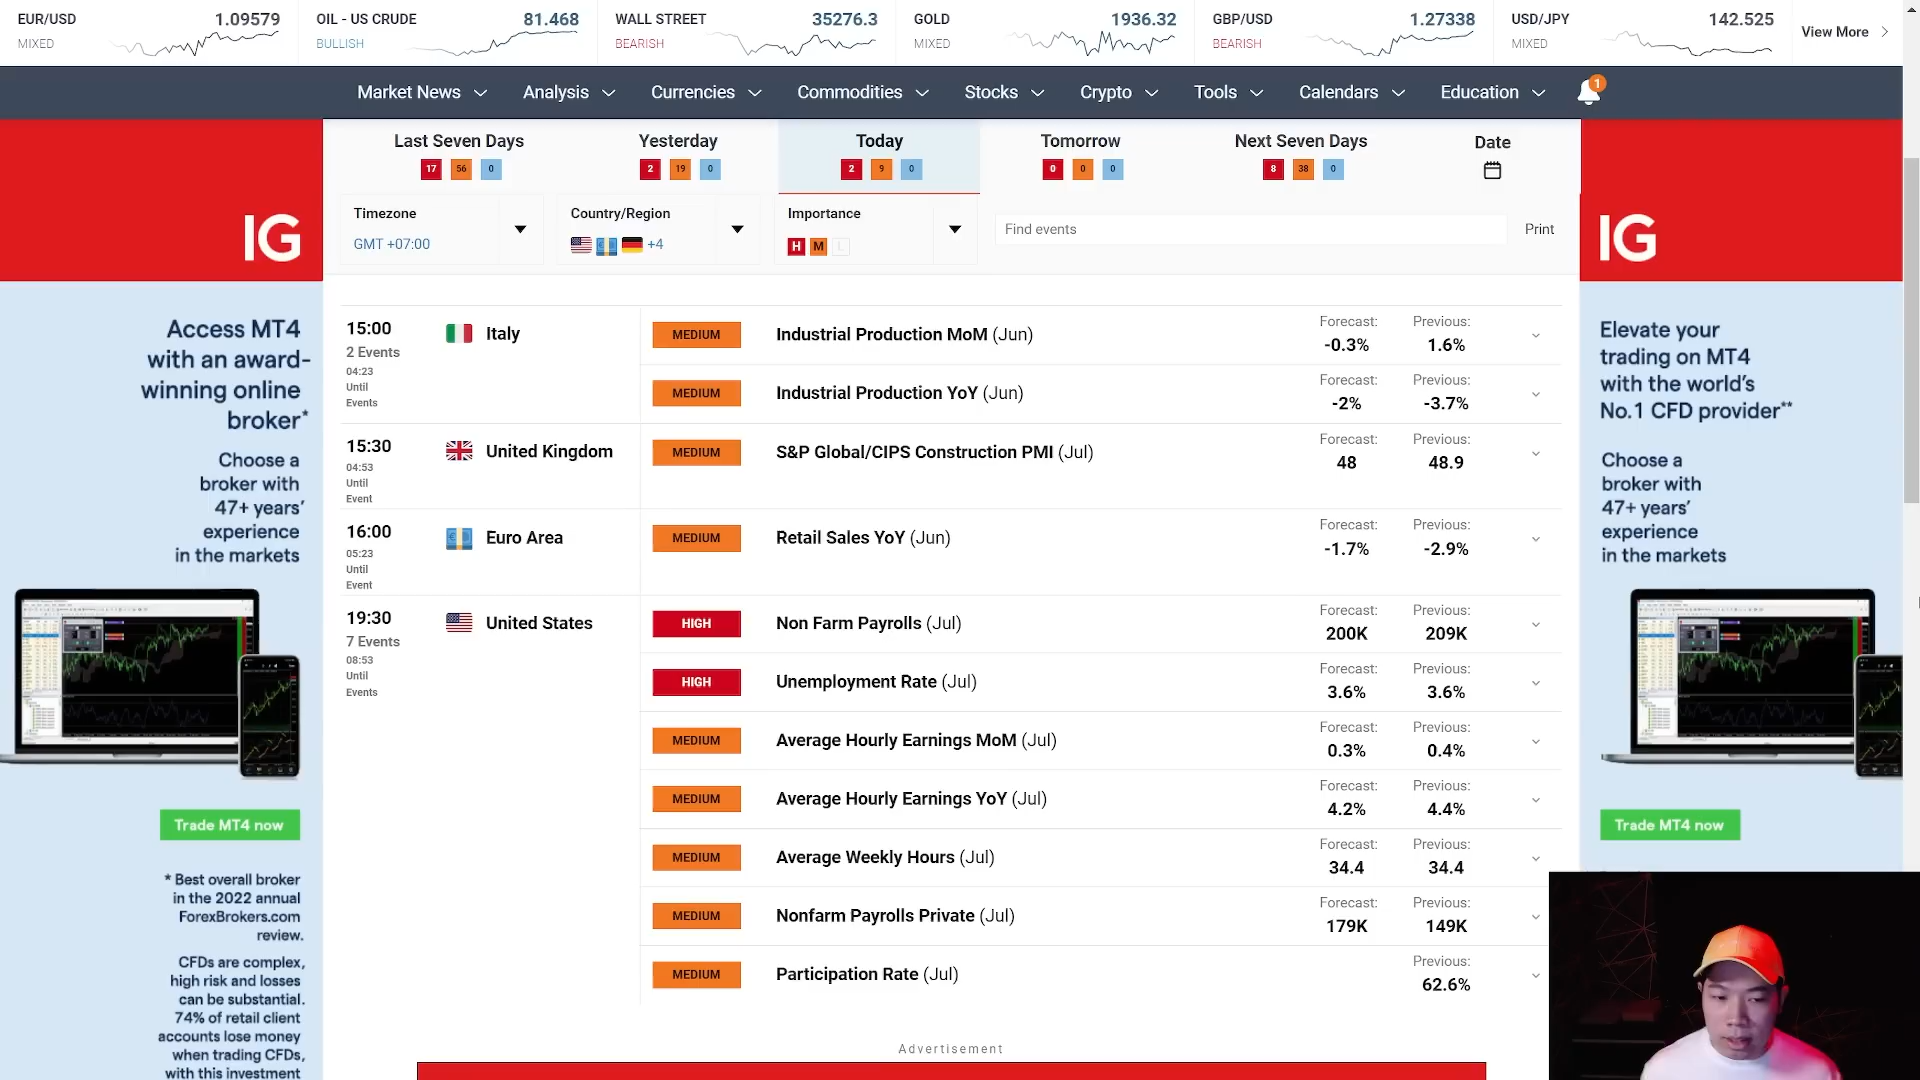 EUR/USD 1.09579
MIXED
OIL - US CRUDE 81.468
BULLISH
WALL STREET 35276.3
BEARISH
GOLD 1936.32
MIXED
GBP/USD 1.27338
BEARISH
USD/JPY 142.525
MIXED
View More
Market News Analysis Currencies Commodities Stocks Crypto Tools Calendars Education 1
Last Seven Days Yesterday Today Tomorrow Next Seven Days Date
17 56 0 2 19 0 2 9 0 0 0 0 8 38 0
Timezone
GMT +07:00
Country/Region
+4
Importance
H M L
Find events
Print
IG
Access MT4
with an award-
winning online
broker*
Choose a
broker with
47+ years’
experience
in the markets
Trade MT4 now
* Best overall broker
in the 2022 annual
ForexBrokers.com
review.
CFDs are complex,
high risk and losses
can be substantial.
74% of retail client
accounts lose money
when trading CFDs,
with this investment
15:00
2 Events
04:23
Until
Events
Italy
MEDIUM Industrial Production MoM (Jun) Forecast: -0.3% Previous: 1.6%
MEDIUM Industrial Production YoY (Jun) Forecast: -2% Previous: -3.7%
15:30
04:53
Until
Event
United Kingdom
MEDIUM S&P Global/CIPS Construction PMI (Jul) Forecast: 48 Previous: 48.9
16:00
05:23
Until
Event
Euro Area
MEDIUM Retail Sales YoY (Jun) Forecast: -1.7% Previous: -2.9%
19:30
7 Events
08:53
Until
Events
United States
HIGH Non Farm Payrolls (Jul) Forecast: 200K Previous: 209K
HIGH Unemployment Rate (Jul) Forecast: 3.6% Previous: 3.6%
MEDIUM Average Hourly Earnings MoM (Jul) Forecast: 0.3% Previous: 0.4%
MEDIUM Average Hourly Earnings YoY (Jul) Forecast: 4.2% Previous: 4.4%
MEDIUM Average Weekly Hours (Jul) Forecast: 34.4 Previous: 34.4
MEDIUM Nonfarm Payrolls Private (Jul) Forecast: 179K Previous: 149K
MEDIUM Participation Rate (Jul) Previous: 62.6%
Advertisement
IG
Elevate your
trading on MT4
with the world’s
No.1 CFD provider**
Choose a
broker with
47+ years’
experience
in the markets
Trade MT4 now